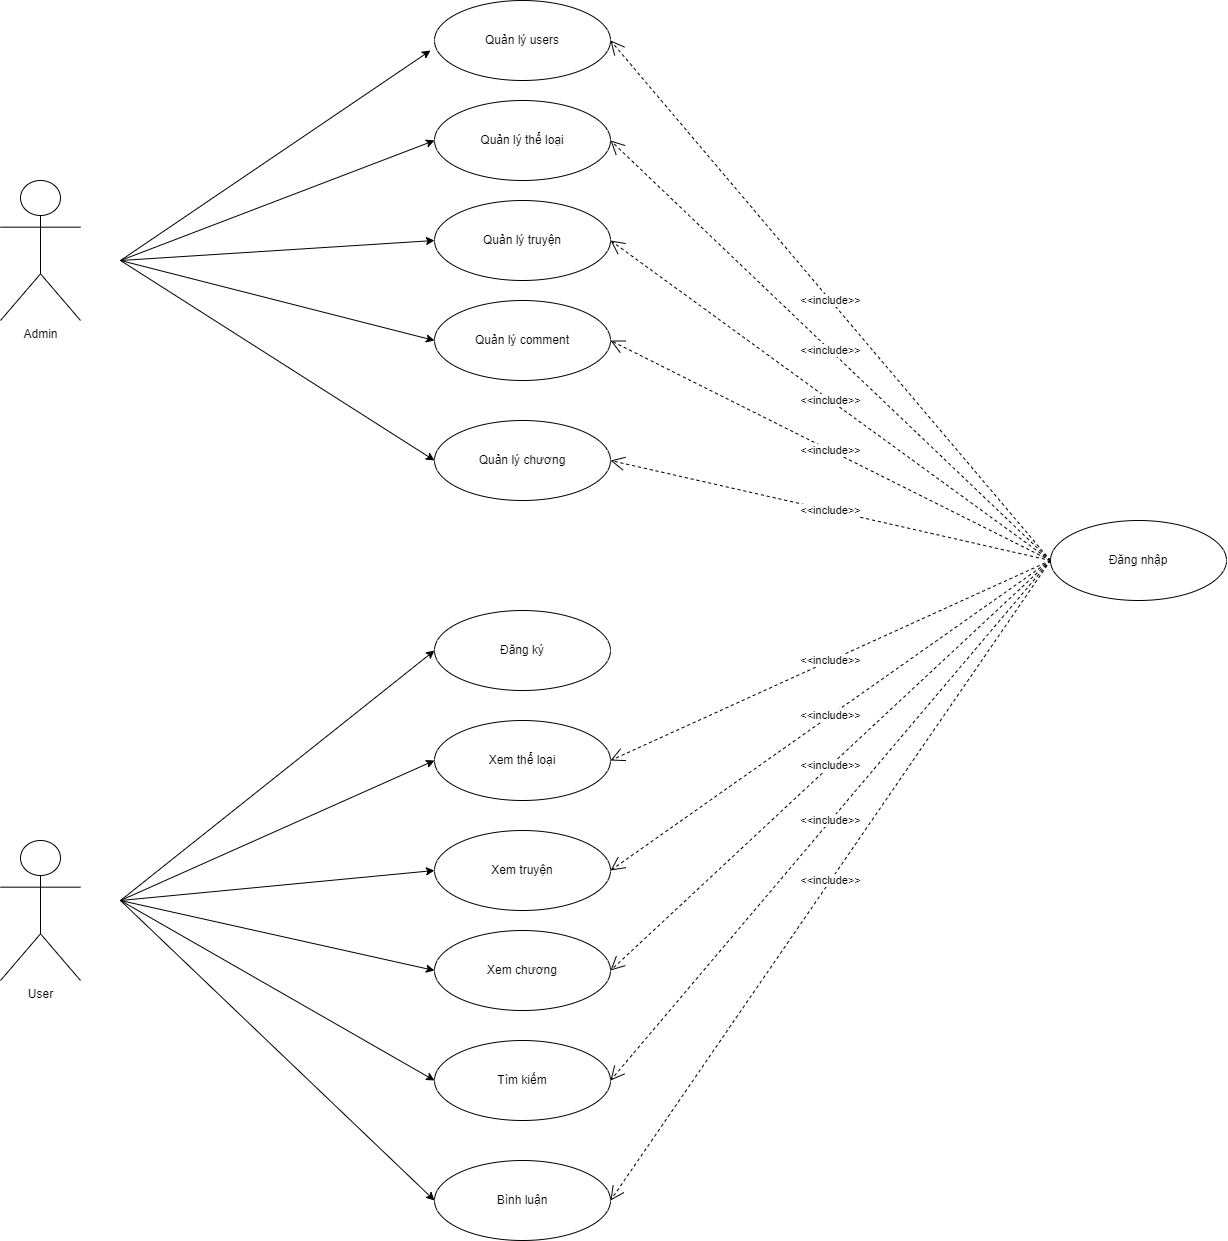 Quản lý users
Quản lý thể loại
Quản lý truyện
<<include>>
Admin
Quản lý comment
<<include>>
<<include>>
<<include>>
Quản lý chương
<<include>>
Đăng nhập
Đăng ký
<<include>>
<<include>>
Xem thể loại
<<include>>
<<include>>
Xem truyện
<<include>>
Xem chương
User
Tìm kiếm
Bình luận